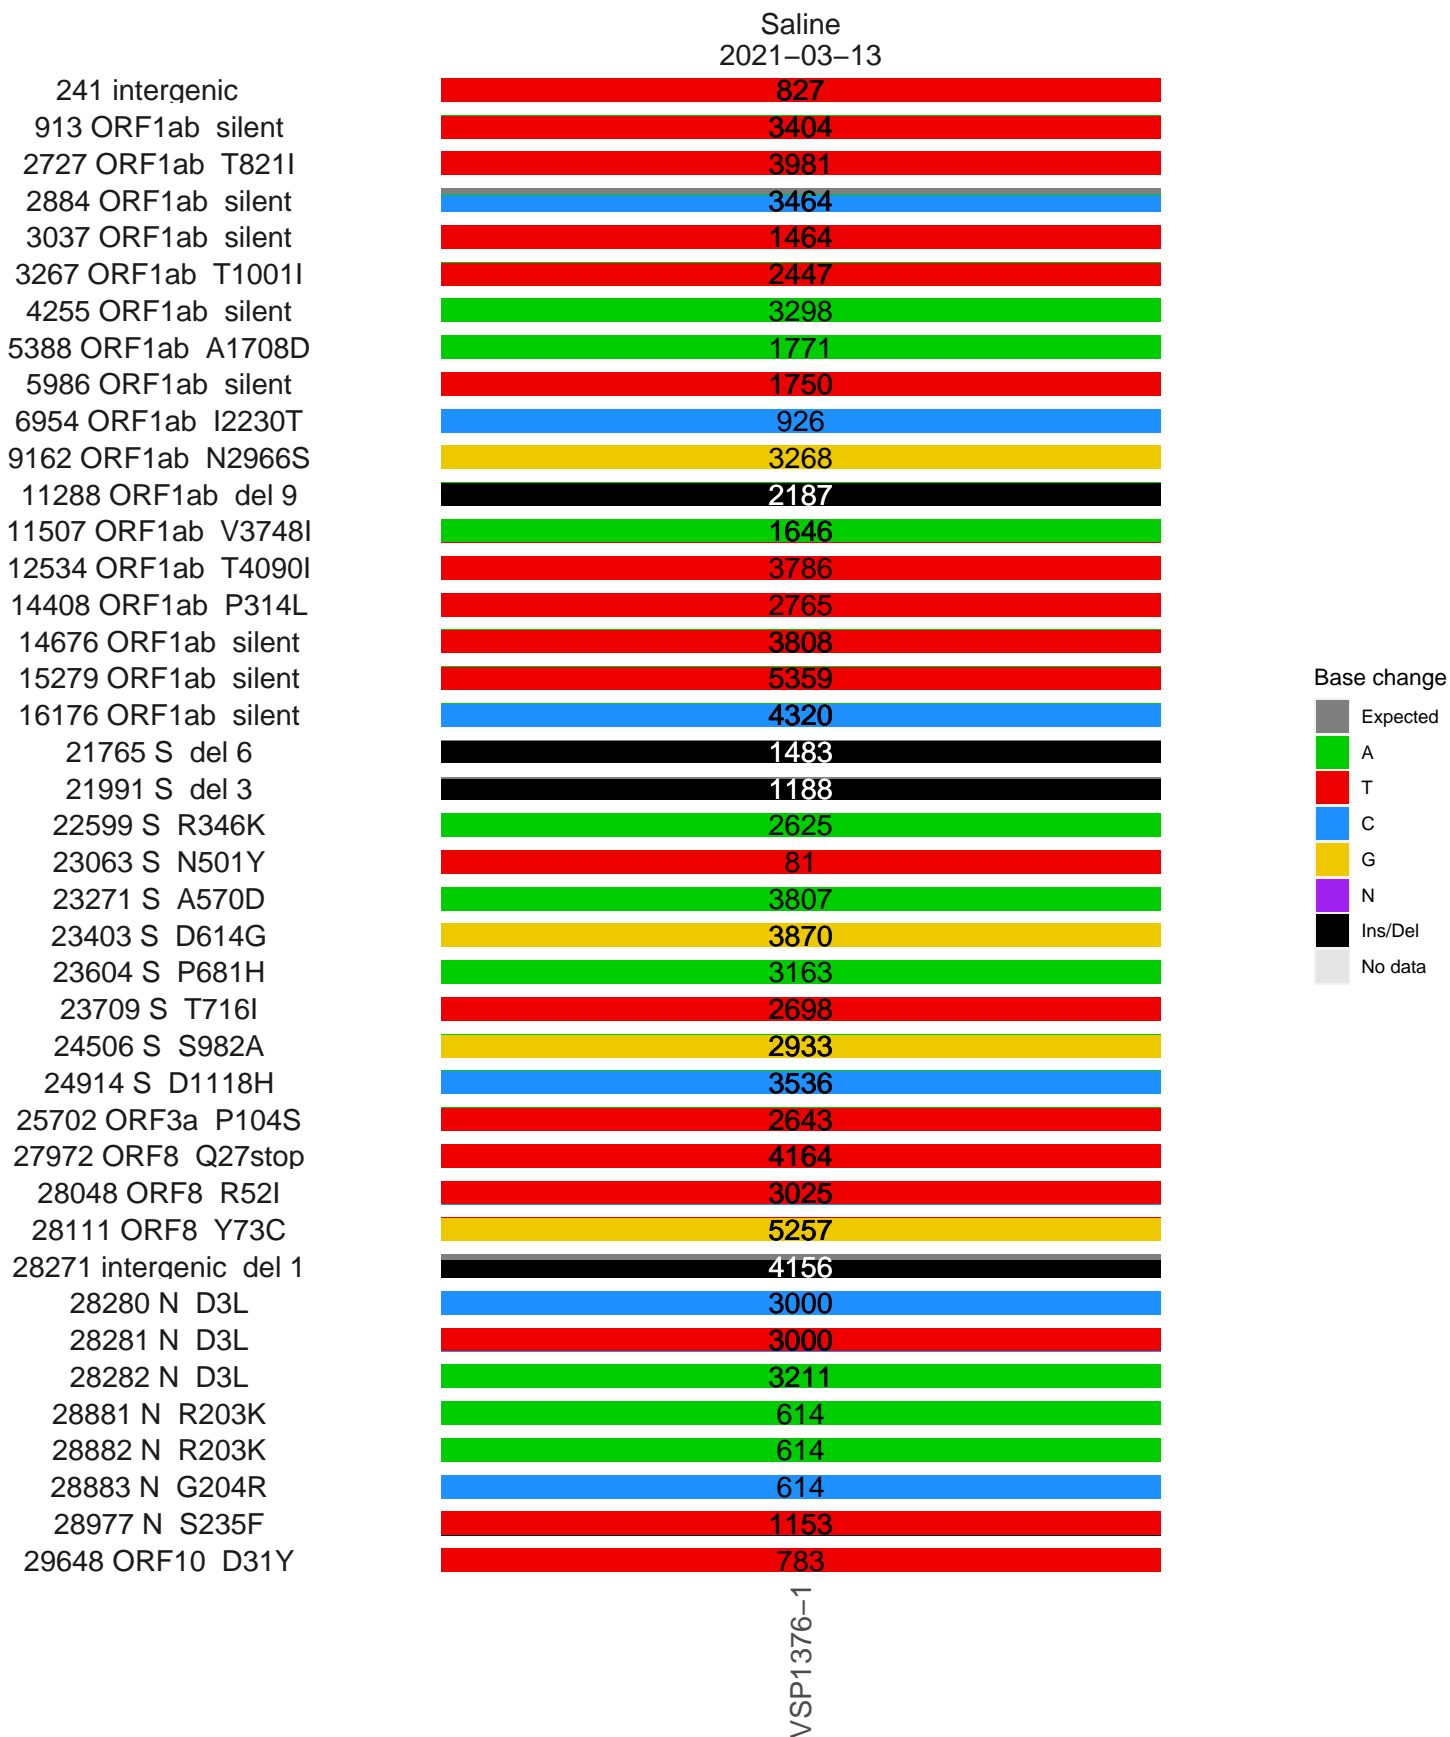 Saline
2021−03−13
241 intergenic 827
913 ORF1ab silent 3404
2727 ORF1ab T821I 3981
2884 ORF1ab silent 3464
3037 ORF1ab silent 1464
3267 ORF1ab T1001I 2447
4255 ORF1ab silent 3298
5388 ORF1ab A1708D 1771
5986 ORF1ab silent 1750
6954 ORF1ab I2230T 926
9162 ORF1ab N2966S 3268
11288 ORF1ab del 9 2187
11507 ORF1ab V3748I 1646
12534 ORF1ab T4090I 3786
14408 ORF1ab P314L 2765
14676 ORF1ab silent 3808
15279 ORF1ab silent 5359
16176 ORF1ab silent 4320
21765 S del 6 1483
21991 S del 3 1188
22599 S R346K 2625
23063 S N501Y 81
23271 S A570D 3807
23403 S D614G 3870
23604 S P681H 3163
23709 S T716I 2698
24506 S S982A 2933
24914 S D1118H 3536
25702 ORF3a P104S 2643
27972 ORF8 Q27stop 4164
28048 ORF8 R52I 3025
28111 ORF8 Y73C 5257
28271 intergenic del 1 4156
28280 N D3L 3000
28281 N D3L 3000
28282 N D3L 3211
28881 N R203K 614
28882 N R203K 614
28883 N G204R 614
28977 N S235F 1153
29648 ORF10 D31Y 783
VSP1376−1
Base change
Expected
A
T
C
G
N
Ins/Del
No data